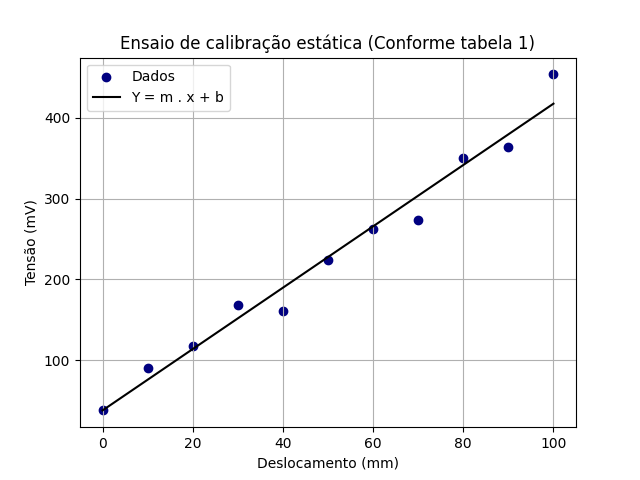 Ensaio de calibração estática (Conforme tabela 1)
Dados
Y = m . x + b
400
300
200
100
Tensão (mV)
0 20 40 60 80 100
Deslocamento (mm)